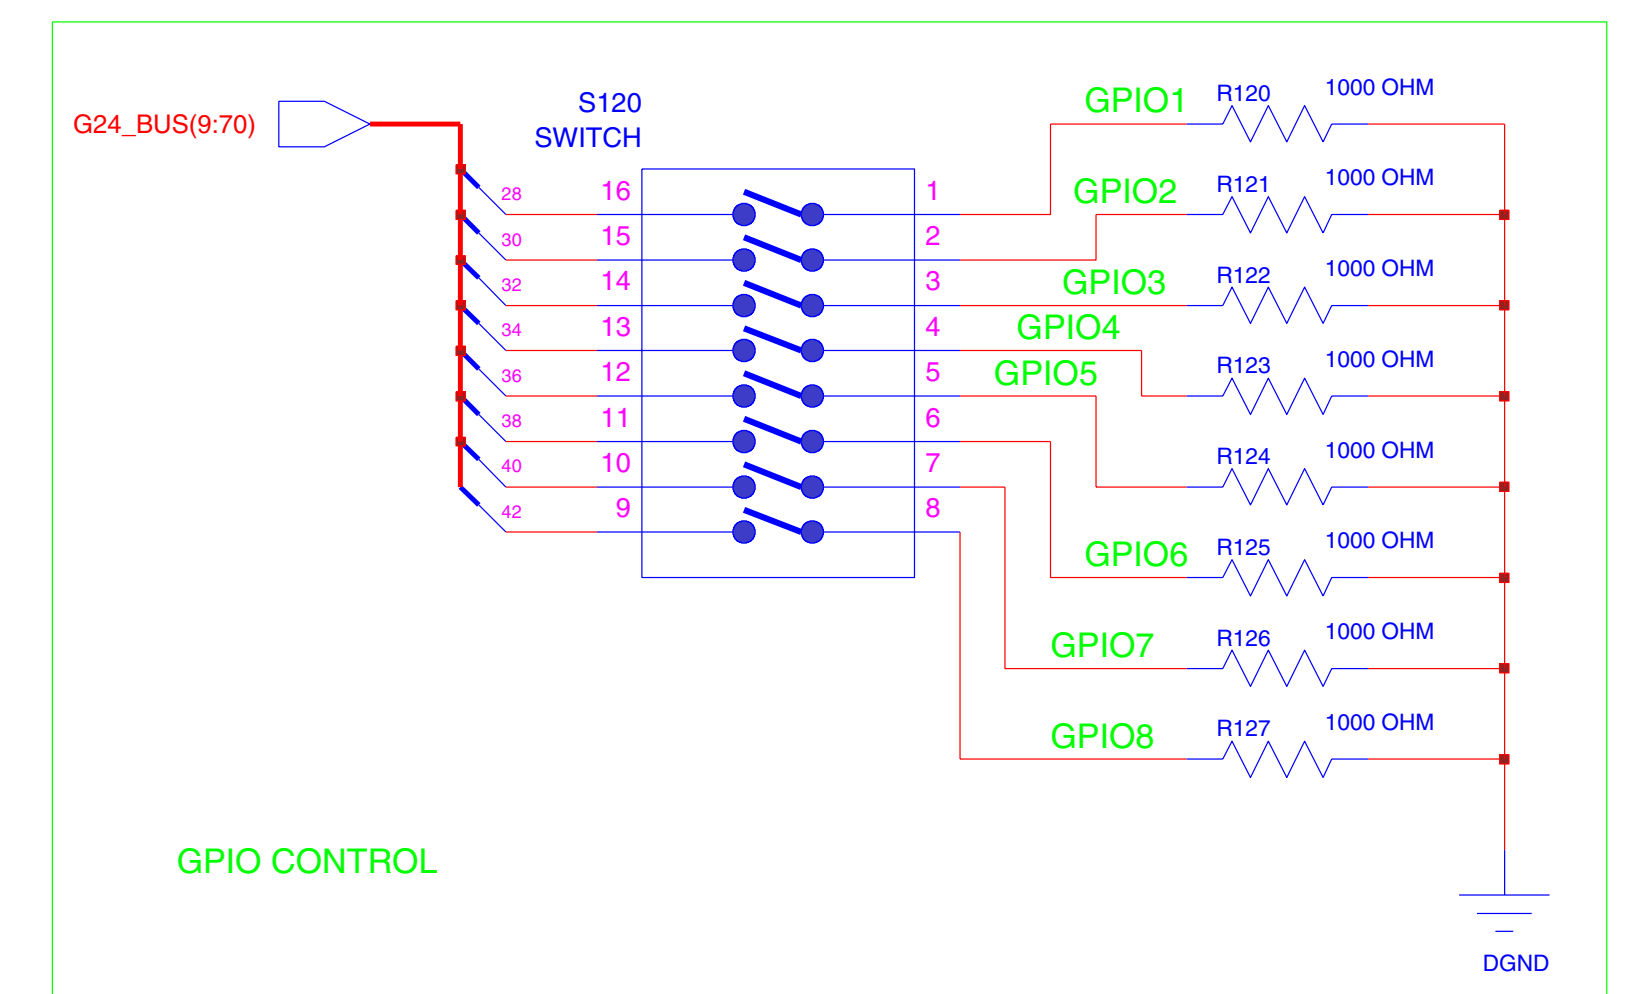 G24_BUS(9:70)
S120
SWITCH
GPIO1 R120 1000 OHM
28 16 1
GPIO2 R121 1000 OHM
30 15 2
32 14 3
GPIO3 R122 1000 OHM
34 13 4
GPIO4
36 12 5
GPIO5 R123 1000 OHM
38 11 6
40 10 7
R124 1000 OHM
42 9 8
GPIO6 R125 1000 OHM
GPIO7 R126 1000 OHM
GPIO8 R127 1000 OHM
GPIO CONTROL
DGND